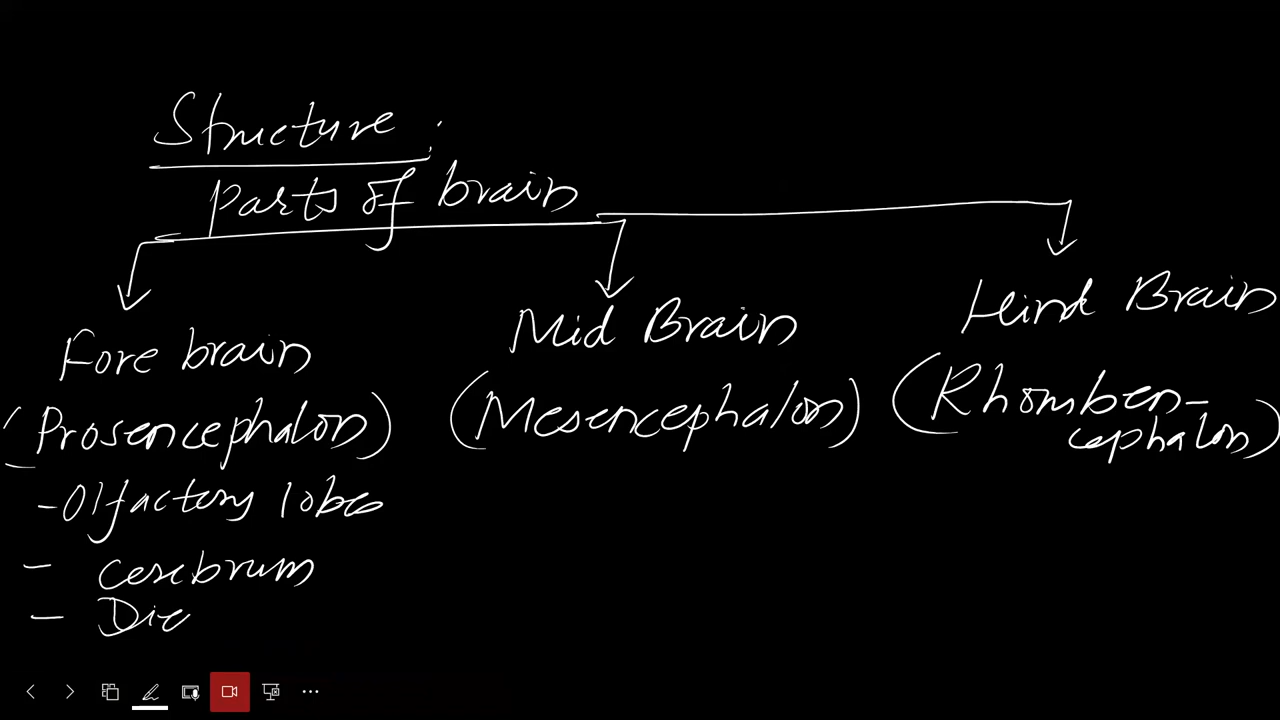 Structure :
Parts of brain
Fore brain
(Prosencephalon)
- Olfactory lobes
- Cerebrum
- Die
Mid Brain
(Mesencephalon)
Hind Brain
(Rhomben-
cephalon)